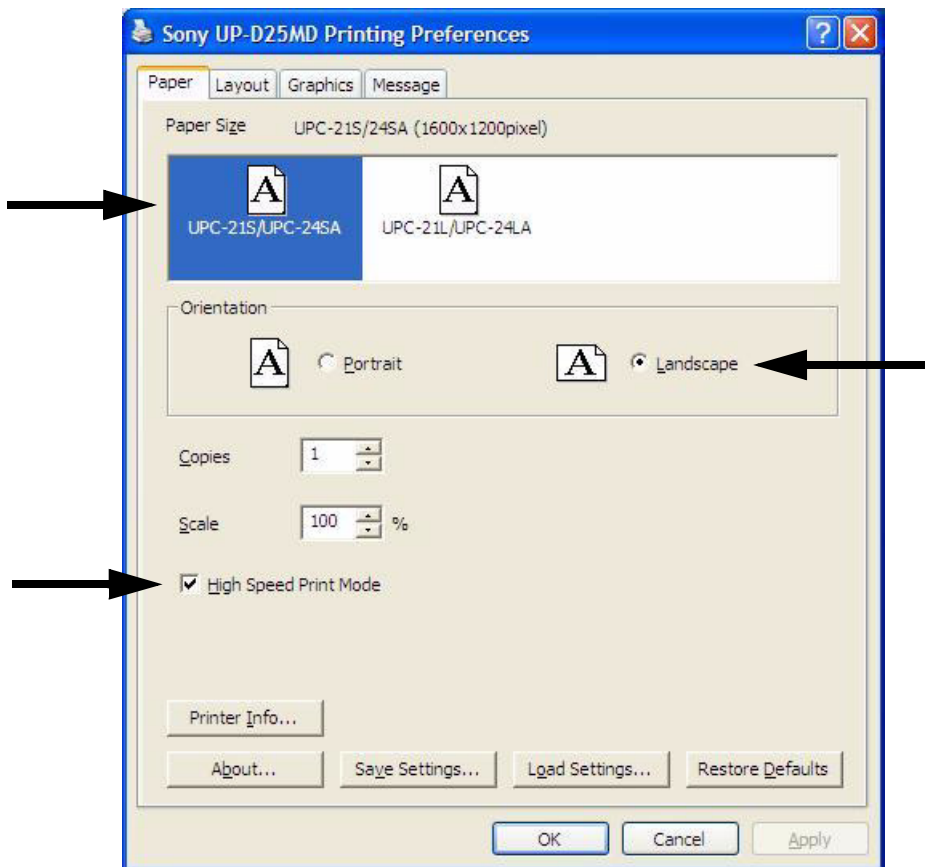 Sony UP-D25MD Printing Preferences
Paper Layout Graphics Message
Paper Size UPC-21S/24SA (1600x1200pixel)
A A
UPC-21S/UPC-24SA UPC-21L/UPC-24LA
Orientation
A Portrait A Landscape
Copies 1
Scale 100 %
High Speed Print Mode
Printer Info...
About... Save Settings... Load Settings... Restore Defaults
OK Cancel Apply